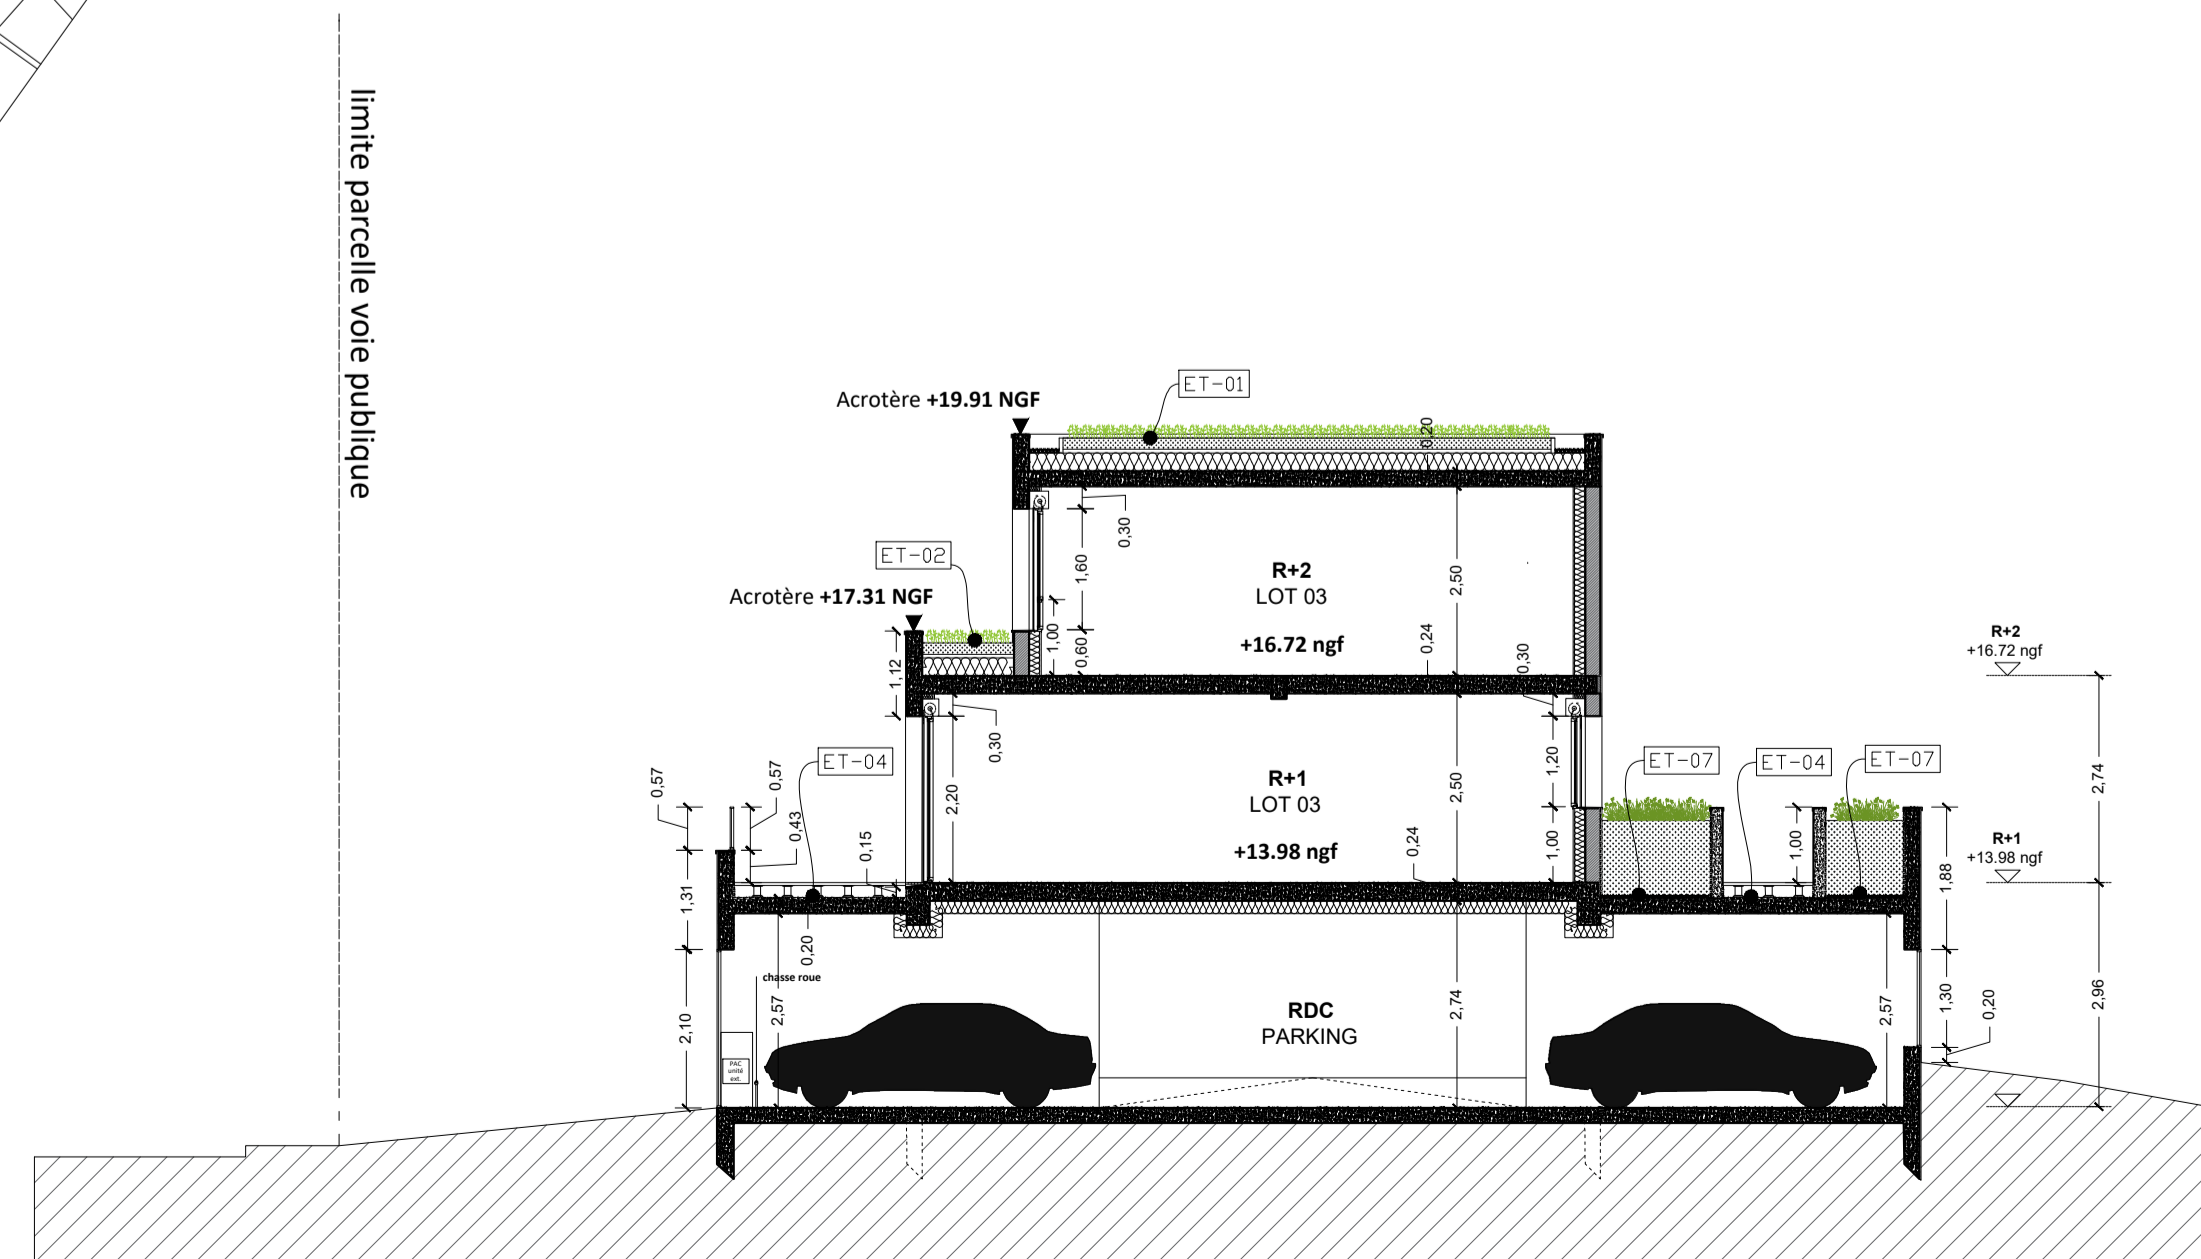 limite parcelle voie publique
ET-01
Acrotère +19.91 NGF
0,20
0,30
ET-02
1,60
R+2
LOT 03
2,50
Acrotère +17.31 NGF
+16.72 ngf
1,00
0,60
0,24
0,30
R+2
+16.72 ngf
1,12
0,30
ET-04
ET-07
ET-04
ET-07
0,57
0,57
2,20
R+1
LOT 03
2,50
1,20
2,74
0,43
0,15
+13.98 ngf
0,24
1,00
1,00
R+1
+13.98 ngf
1,31
1,88
0,20
chasse roue
2,10
2,57
RDC
PARKING
2,74
2,57
1,30
0,20
2,96
PAC
unité
ext.